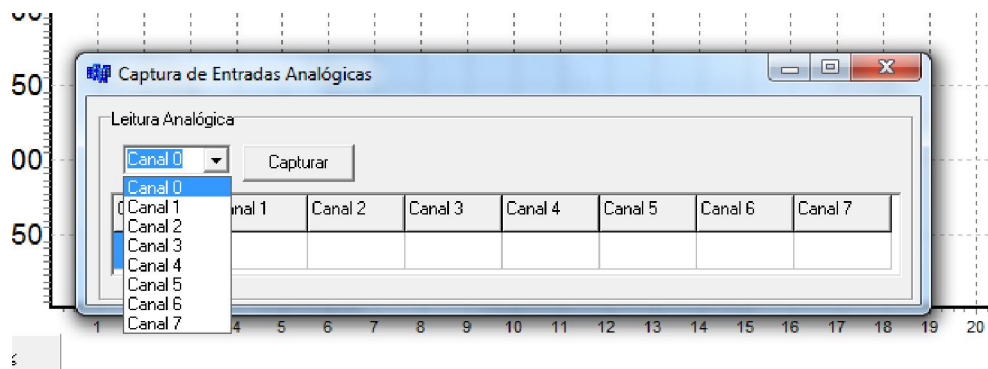 Captura de Entradas Analógicas
50
Leitura Analógica
00
Canal 0
Capturar
Canal 0
Canal 1
Canal 2
Canal 3
Canal 4
Canal 5
Canal 6
Canal 7
Canal 2 Canal 3 Canal 4 Canal 5 Canal 6 Canal 7
50
1 4 5 6 7 8 9 10 11 12 13 14 15 16 17 18 19 20